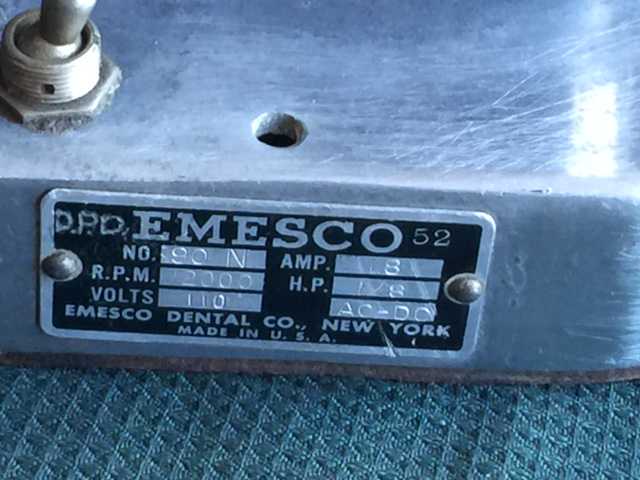 D.P.D. EMESCO 52
NO. 90 N AMP. .8
R.P.M. 12000 H.P. 1/8
VOLTS 110 AC-DC
EMESCO DENTAL CO., NEW YORK
MADE IN U. S. A.